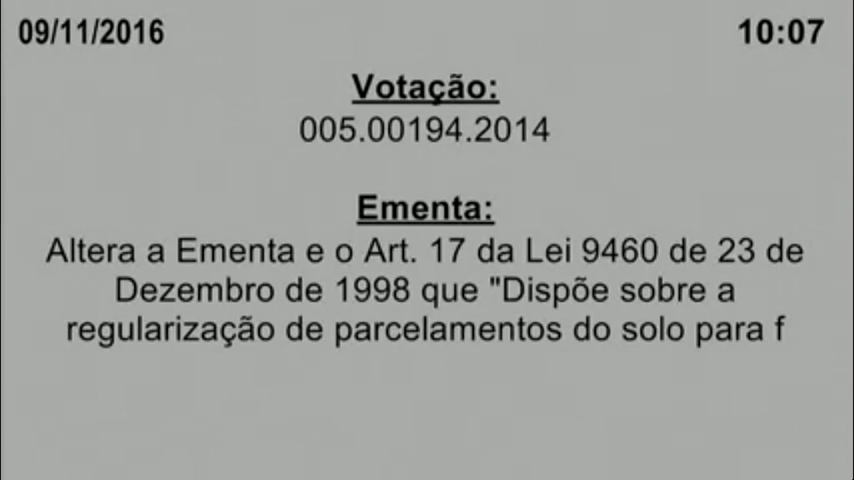 09/11/2016 10:07
Votação:
005.00194.2014
Ementa:
Altera a Ementa e o Art. 17 da Lei 9460 de 23 de
Dezembro de 1998 que "Dispõe sobre a
regularização de parcelamentos do solo para f